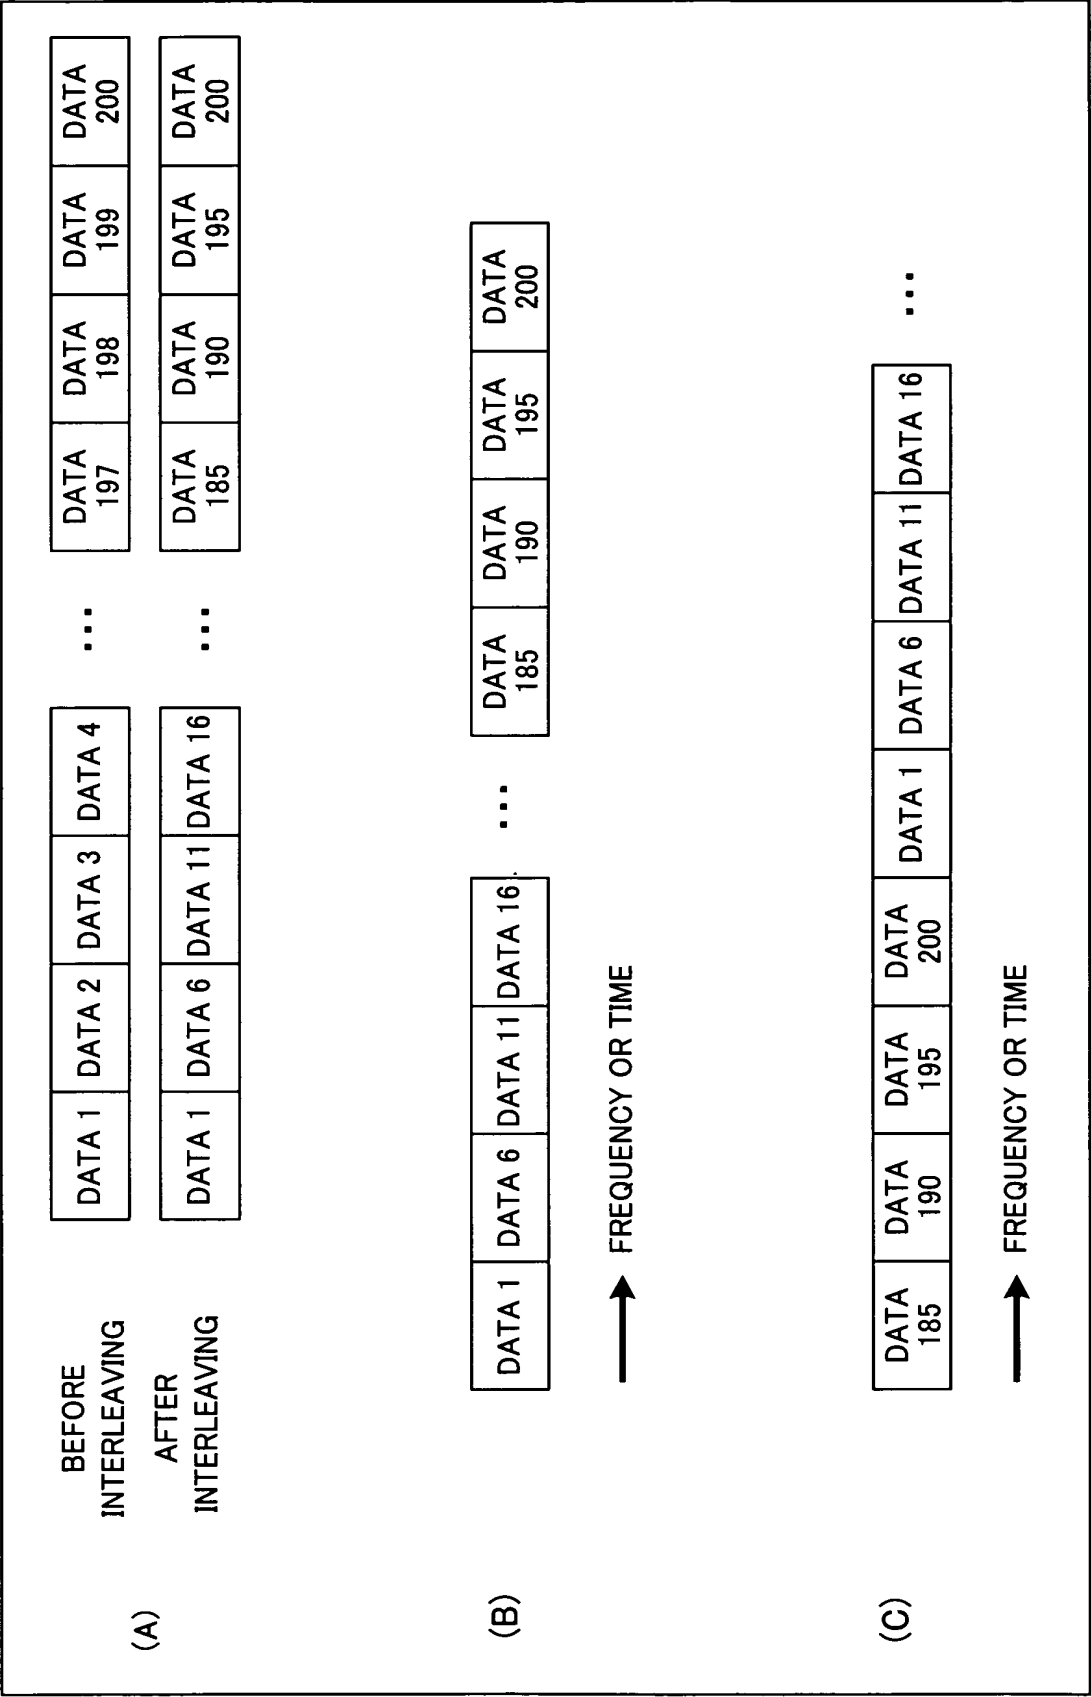 (A)
BEFORE
INTERLEAVING
DATA 1
DATA 2
DATA 3
DATA 4
...
DATA
197
DATA
198
DATA
199
DATA
200
AFTER
INTERLEAVING
DATA 1
DATA 6
DATA 11
DATA 16
...
DATA
185
DATA
190
DATA
195
DATA
200
(B)
DATA 1
DATA 6
DATA 11
DATA 16
...
DATA
185
DATA
190
DATA
195
DATA
200
FREQUENCY OR TIME
(C)
DATA
185
DATA
190
DATA
195
DATA
200
DATA 1
DATA 6
DATA 11
DATA 16
...
FREQUENCY OR TIME